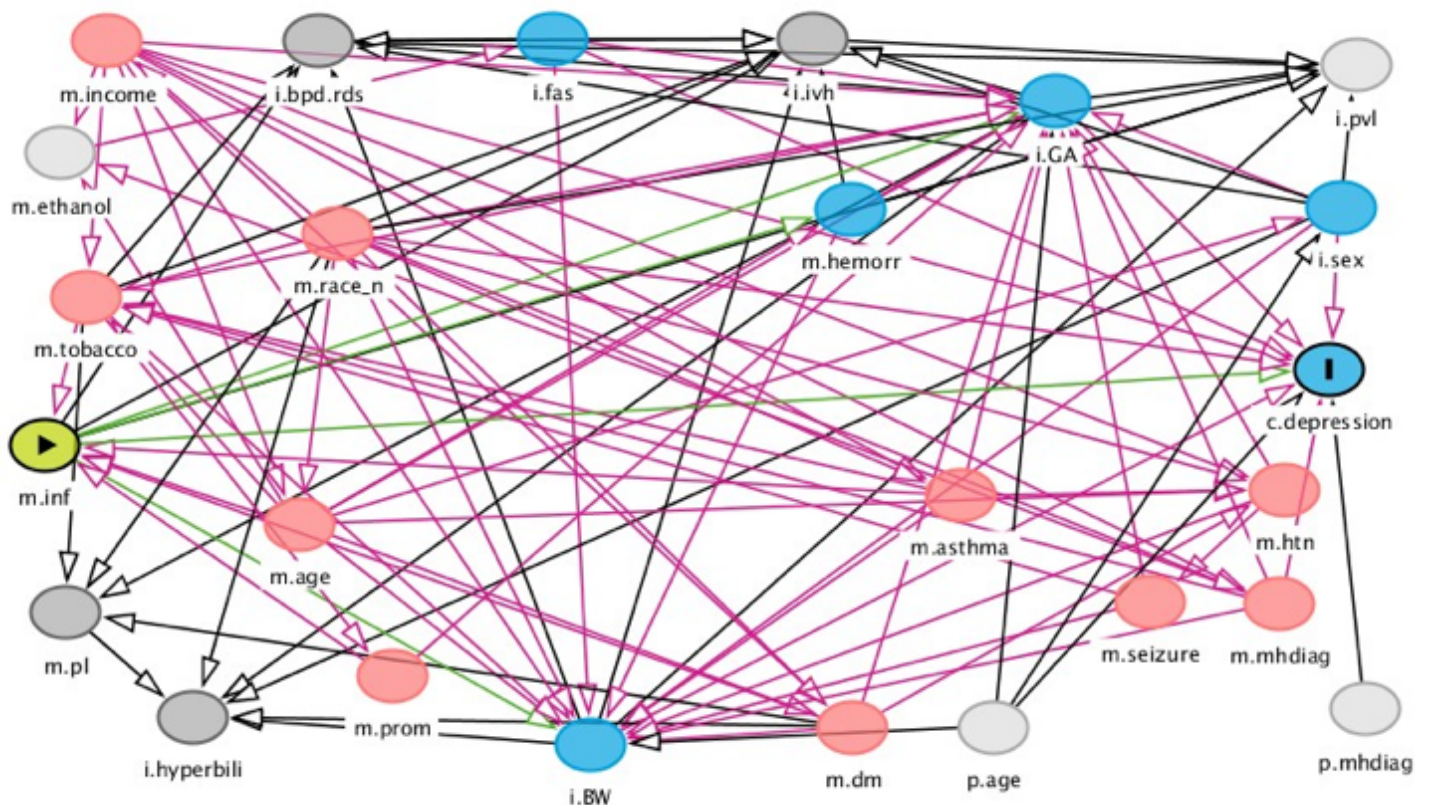 m.income
i.bpd.rds
i.fas
i.ivh
i.pvl
i.GA
m.ethanol
m.race_n
m.hemorr
i.sex
m.tobacco
c.depression
m.inf
m.htn
m.asthma
m.age
m.pl
m.seizure
m.mhdiag
m.prom
i.hyperbili
i.BW
m.dm
p.age
p.mhdiag